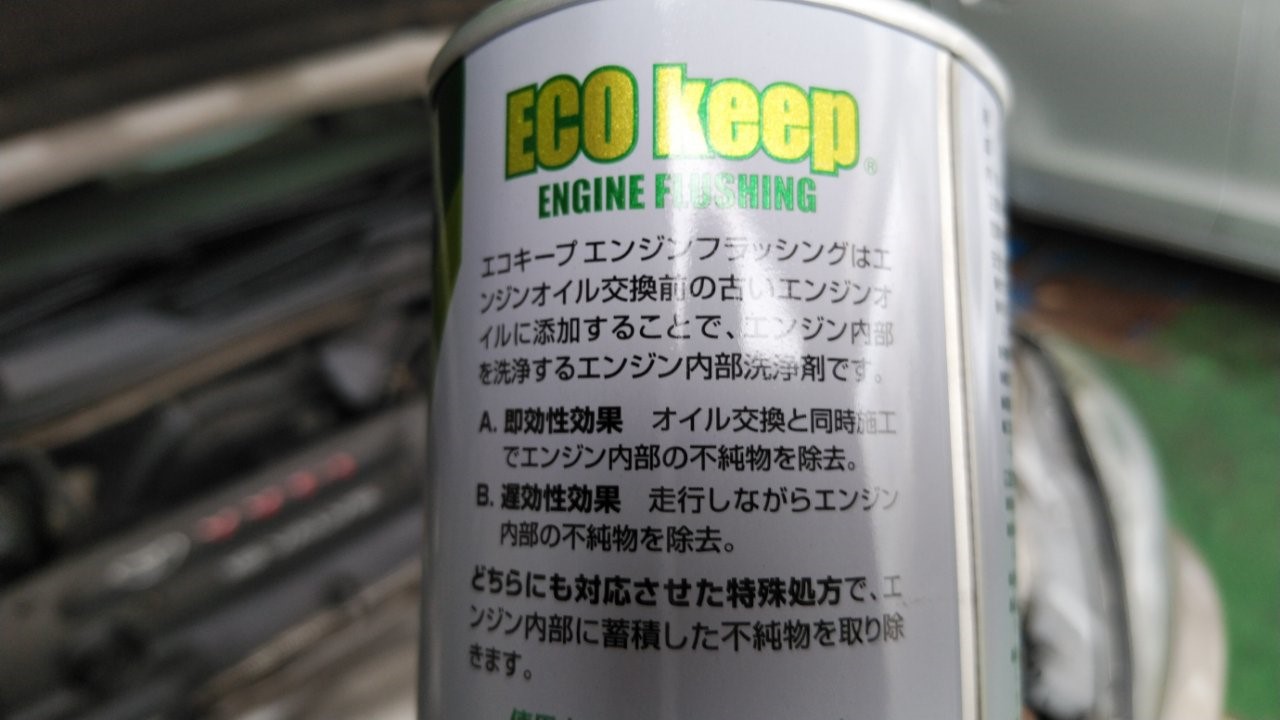 ECO keep®
ENGINE FLUSHING
エコキープエンジンフラッシングはエ
ンジンオイル交換前の古いエンジンオ
イルに添加することで、エンジン内部
を洗浄するエンジン内部洗浄剤です。
A. 即効性効果 オイル交換と同時施工
でエンジン内部の不純物を除去。
B. 遅効性効果 走行しながらエンジン
内部の不純物を除去。
どちらにも対応させた特殊処方で、エ
ンジン内部に蓄積した不純物を取り除
きます。